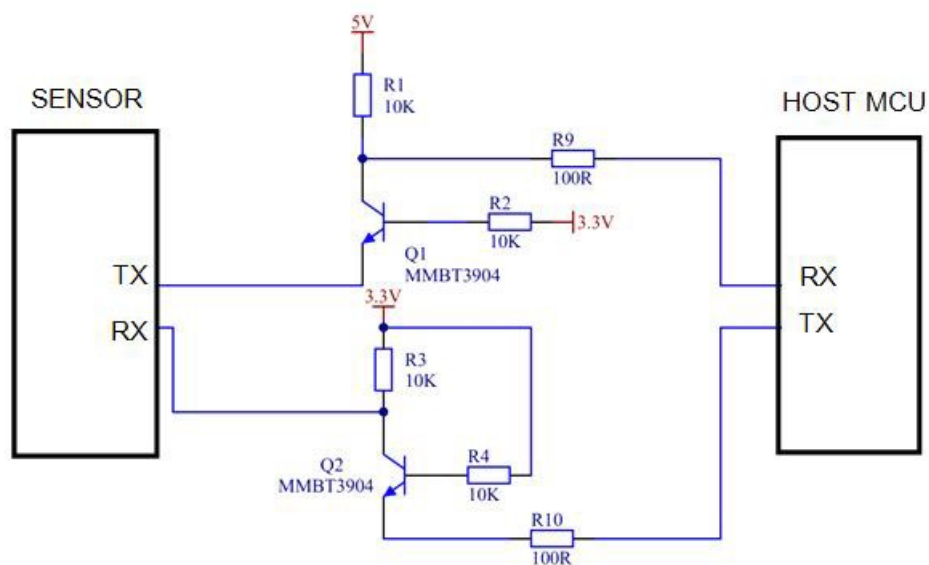 5V
SENSOR
R1
10K
HOST MCU
R9
100R
R2
10K
3.3V
Q1
MMBT3904
TX
RX
3.3V
RX
TX
R3
10K
Q2
MMBT3904
R4
10K
R10
100R